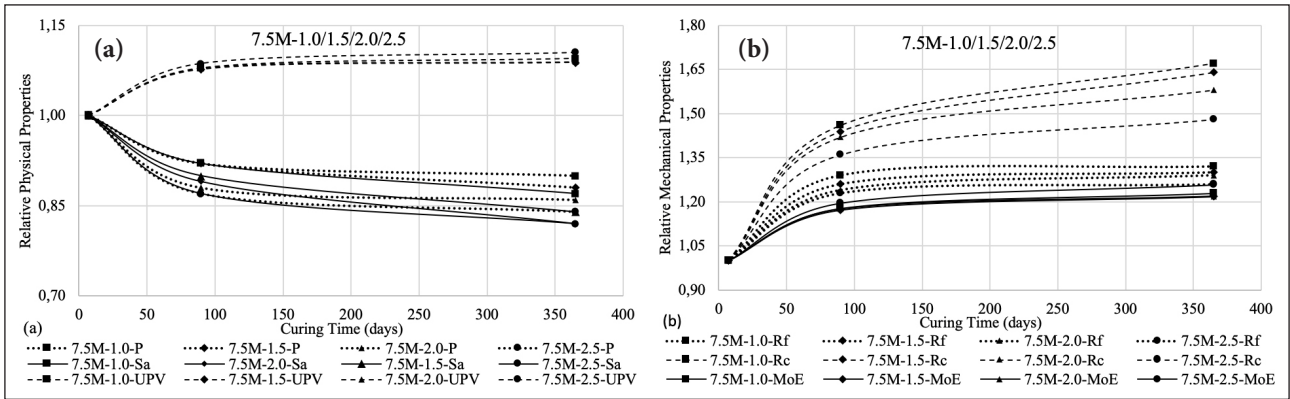 (a)
7.5M-1.0/1.5/2.0/2.5
Relative Physical Properties
1,15
1,00
0,85
0,70
0 50 100 150 200 250 300 350 400
(a)
Curing Time (days)
7.5M-1.0-P 7.5M-1.5-P 7.5M-2.0-P 7.5M-2.5-P
7.5M-1.0-Sa 7.5M-2.0-Sa 7.5M-1.5-Sa 7.5M-2.5-Sa
7.5M-1.0-UPV 7.5M-1.5-UPV 7.5M-2.0-UPV 7.5M-2.5-UPV
(b)
7.5M-1.0/1.5/2.0/2.5
Relative Mechanical Properties
1,80
1,65
1,50
1,35
1,20
1,05
0,90
0 50 100 150 200 250 300 350 400
(b)
Curing Time (days)
7.5M-1.0-Rf 7.5M-1.5-Rf 7.5M-2.0-Rf 7.5M-2.5-Rf
7.5M-1.0-Rc 7.5M-1.5-Rc 7.5M-2.0-Rc 7.5M-2.5-Rc
7.5M-1.0-MoE 7.5M-1.5-MoE 7.5M-2.0-MoE 7.5M-2.5-MoE